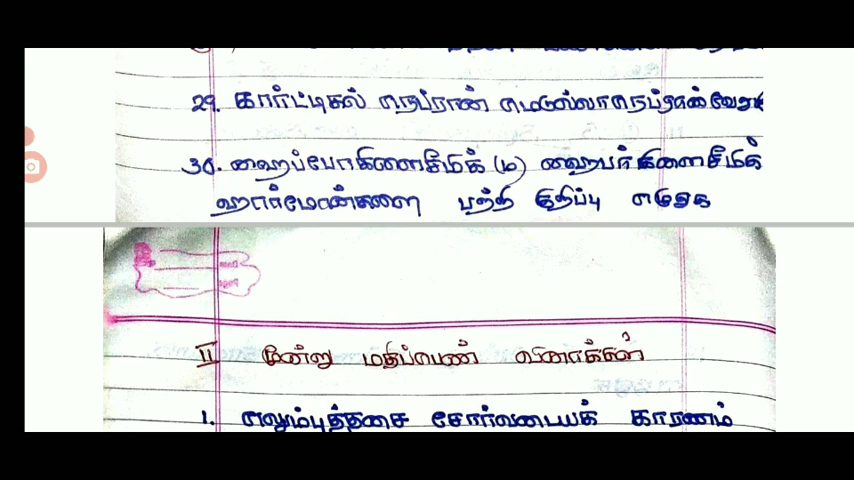 29. கார்ட்டிகல் நெப்ரான் மெடுல்லா நெப்ரான் வேறு
30. ஹைப்போகிளைசீமிக் (ம) ஹைபர் கிளைசீமிக்
ஹார்மோன்களை பற்றி குறிப்பு எழுதுக
II மூன்று மதிப்பெண் வினாக்கள்
1. எலும்புத்தசை சோர்வடையக் காரணம்